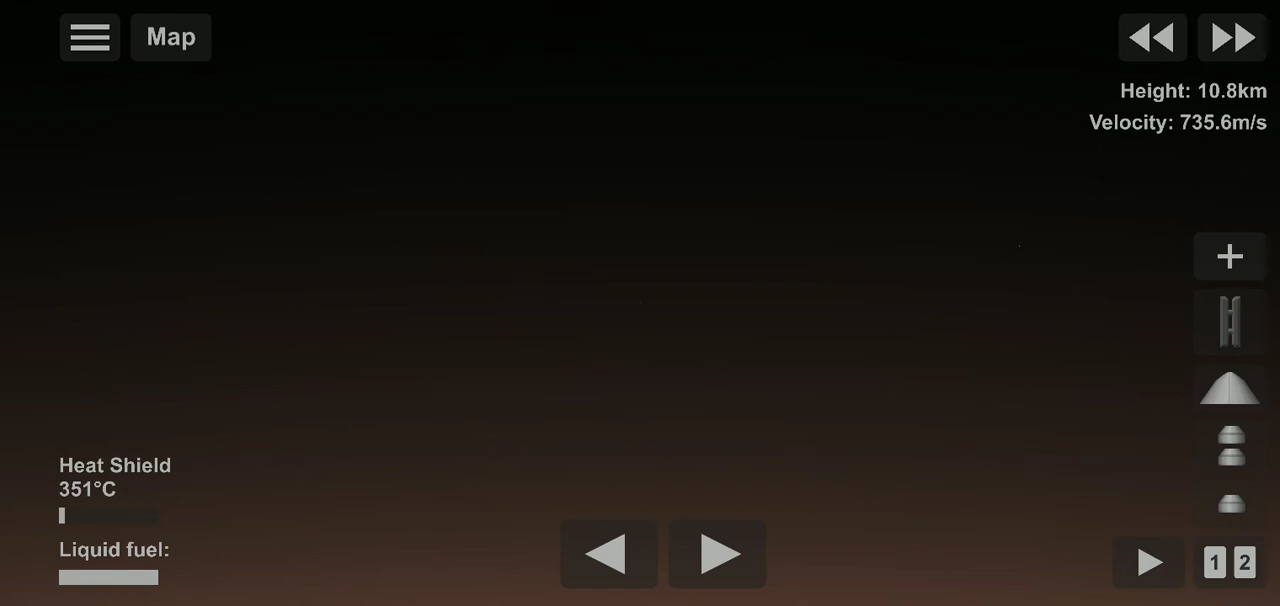 Map
Height: 10.8km
Velocity: 735.6m/s
Heat Shield
351°C
Liquid fuel:
1 2